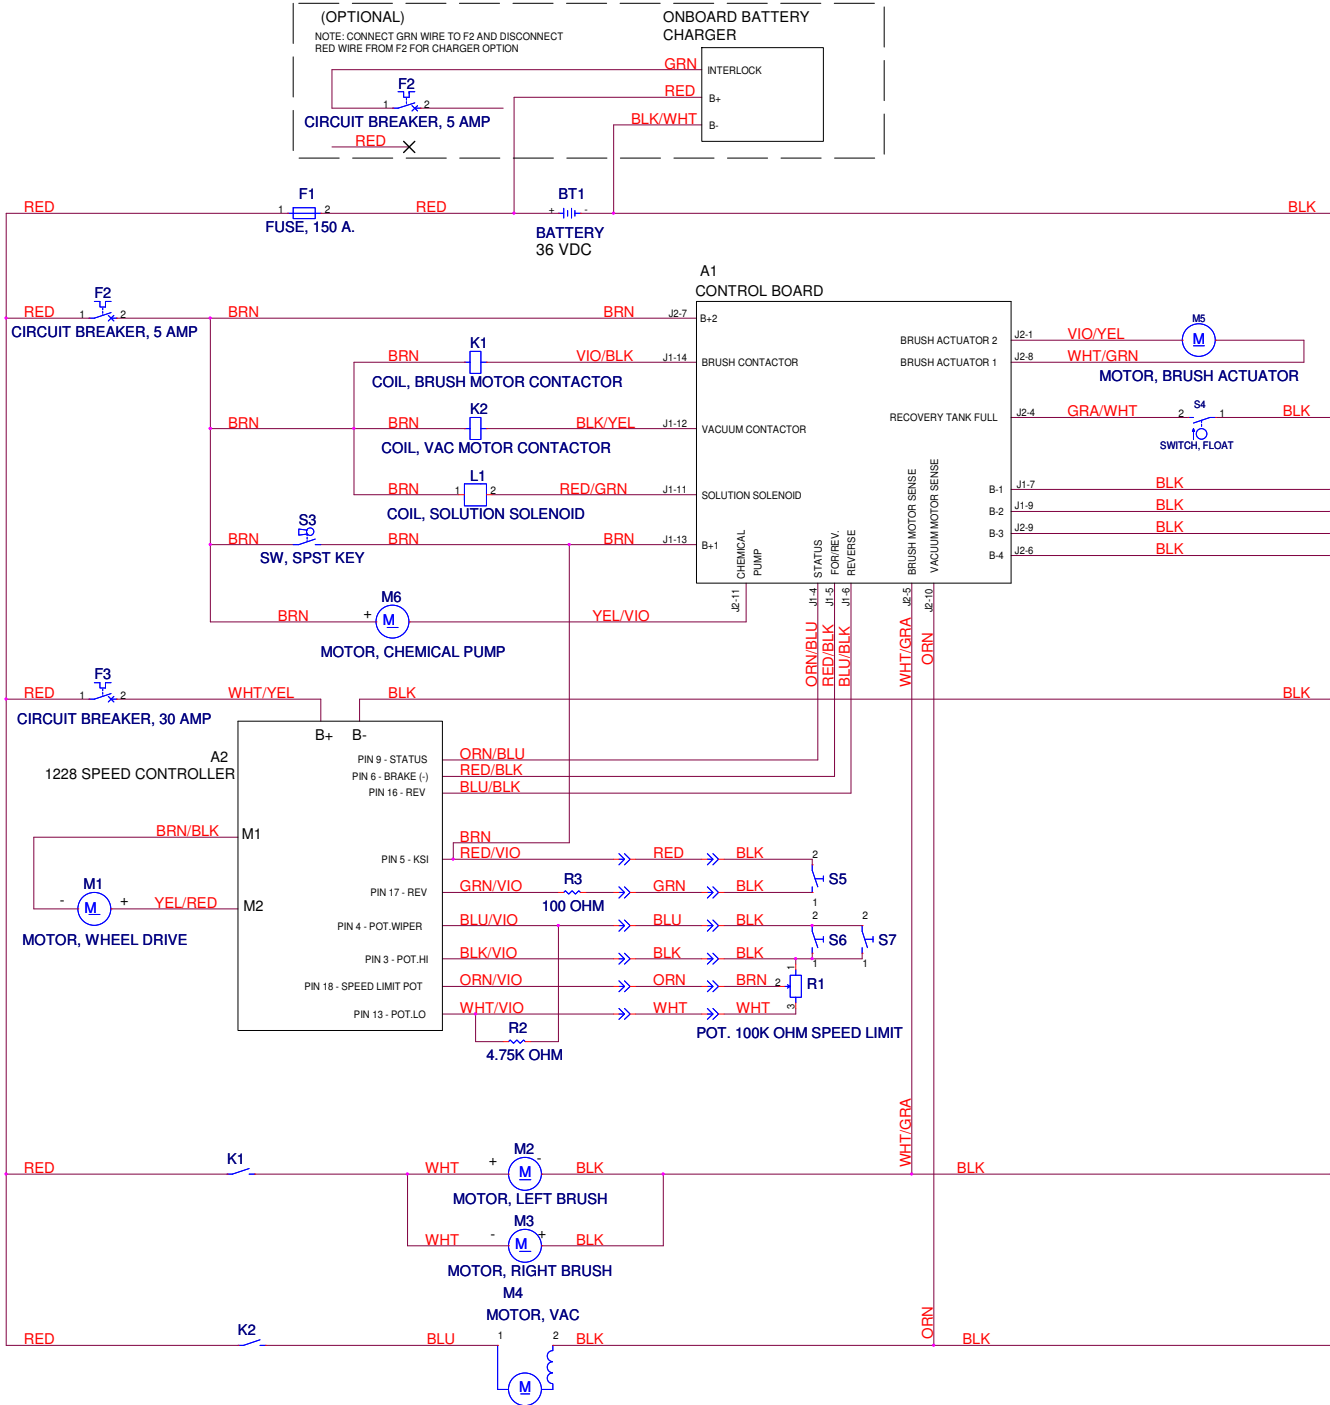 (OPTIONAL)
ONBOARD BATTERY
CHARGER
NOTE: CONNECT GRN WIRE TO F2 AND DISCONNECT
RED WIRE FROM F2 FOR CHARGER OPTION
GRN
INTERLOCK
F2
RED
B+
1 2
CIRCUIT BREAKER, 5 AMP
BLK/WHT
B-
RED
RED
F1
1 2
FUSE, 150 A.
RED
BT1
+ -
BATTERY
36 VDC
BLK
A1
CONTROL BOARD
RED
F2
1 2
CIRCUIT BREAKER, 5 AMP
BRN
BRN
J2-7
B+2
BRN
K1
VIO/BLK
J1-14
BRUSH CONTACTOR
COIL, BRUSH MOTOR CONTACTOR
BRN
BRN
K2
BLK/YEL
J1-12
VACUUM CONTACTOR
COIL, VAC MOTOR CONTACTOR
BRN
L1
1 2
RED/GRN
J1-11
SOLUTION SOLENOID
COIL, SOLUTION SOLENOID
BRN
S3
BRN
BRN
J1-13
B+1
SW, SPST KEY
BRN
M6
+
M
YEL/VIO
MOTOR, CHEMICAL PUMP
CHEMICAL
PUMP
J2-11
STATUS
FOR/REV.
REVERSE
J1-4
J1-5
J1-6
ORN/BLU
RED/BLK
BLU/BLK
BRUSH MOTOR SENSE
VACUUM MOTOR SENSE
J2-5
J2-10
WHT/GRA
ORN
BRUSH ACTUATOR 2
J2-1
VIO/YEL
M5
M
BRUSH ACTUATOR 1
J2-8
WHT/GRN
MOTOR, BRUSH ACTUATOR
RECOVERY TANK FULL
J2-4
GRA/WHT
S4
2 1
BLK
SWITCH, FLOAT
B-1
J1-7
BLK
B-2
J1-9
BLK
B-3
J2-9
BLK
B-4
J2-6
BLK
RED
F3
1 2
WHT/YEL
BLK
BLK
CIRCUIT BREAKER, 30 AMP
B+ B-
A2
1228 SPEED CONTROLLER
PIN 9 - STATUS
ORN/BLU
PIN 6 - BRAKE (-)
RED/BLK
PIN 16 - REV
BLU/BLK
BRN/BLK
M1
BRN
PIN 5 - KSI
RED/VIO
RED
BLK
2
S5
1
M1
- +
M
YEL/RED
M2
MOTOR, WHEEL DRIVE
PIN 17 - REV
GRN/VIO
R3
100 OHM
GRN
BLK
PIN 4 - POT.WIPER
BLU/VIO
BLU
BLK
2
S6
1
2
S7
1
PIN 3 - POT.HI
BLK/VIO
BLK
BLK
PIN 18 - SPEED LIMIT POT
ORN/VIO
ORN
BRN
1
2
3
R1
PIN 13 - POT.LO
WHT/VIO
WHT
WHT
R2
4.75K OHM
POT. 100K OHM SPEED LIMIT
RED
K1
WHT
M2
+ -
M
BLK
WHT/GRA
BLK
MOTOR, LEFT BRUSH
WHT
M3
- +
M
BLK
MOTOR, RIGHT BRUSH
M4
MOTOR, VAC
RED
K2
BLU
1 2
BLK
ORN
BLK
M